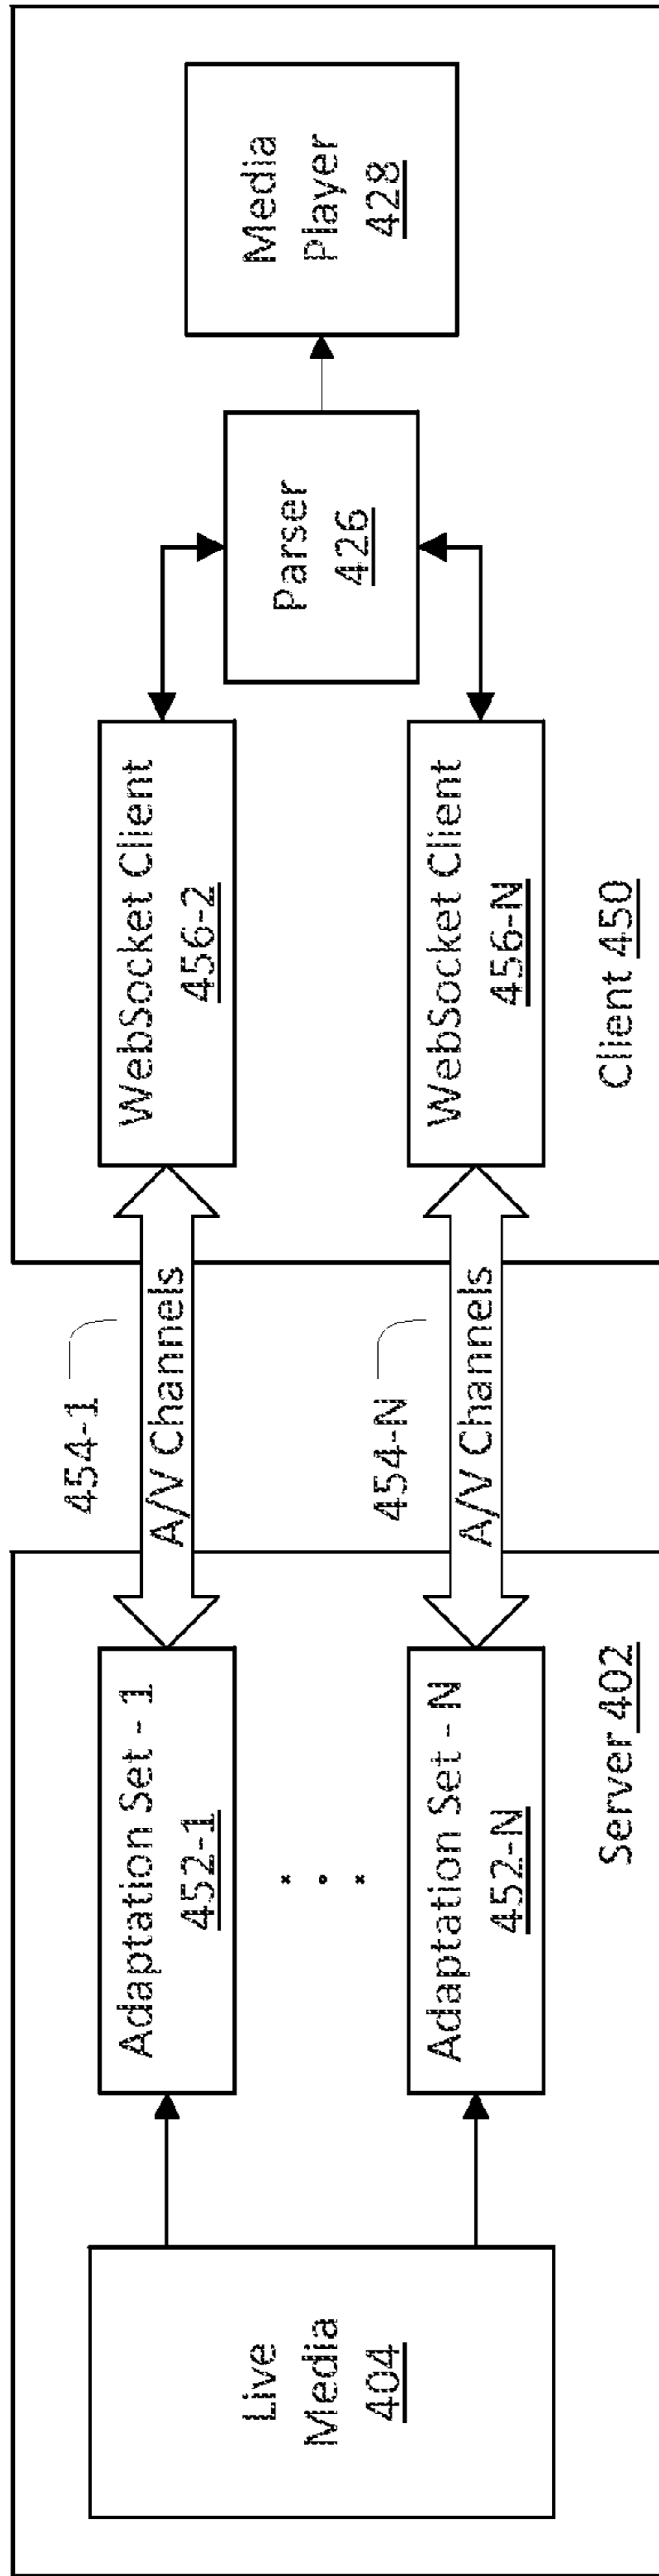 Live
Media
404
Adaptation Set - 1
452-1
Adaptation Set - N
452-N
Server 402
454-1
A/V Channels
454-N
A/V Channels
WebSocket Client
456-2
WebSocket Client
456-N
Parser
426
Media
Player
428
Client 450